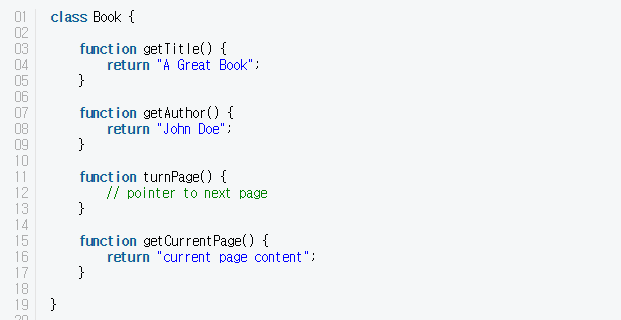 01 class Book {
02
03     function getTitle() {
04         return "A Great Book";
05     }
06
07     function getAuthor() {
08         return "John Doe";
09     }
10
11     function turnPage() {
12         // pointer to next page
13     }
14
15     function getCurrentPage() {
16         return "current page content";
17     }
18
19 }